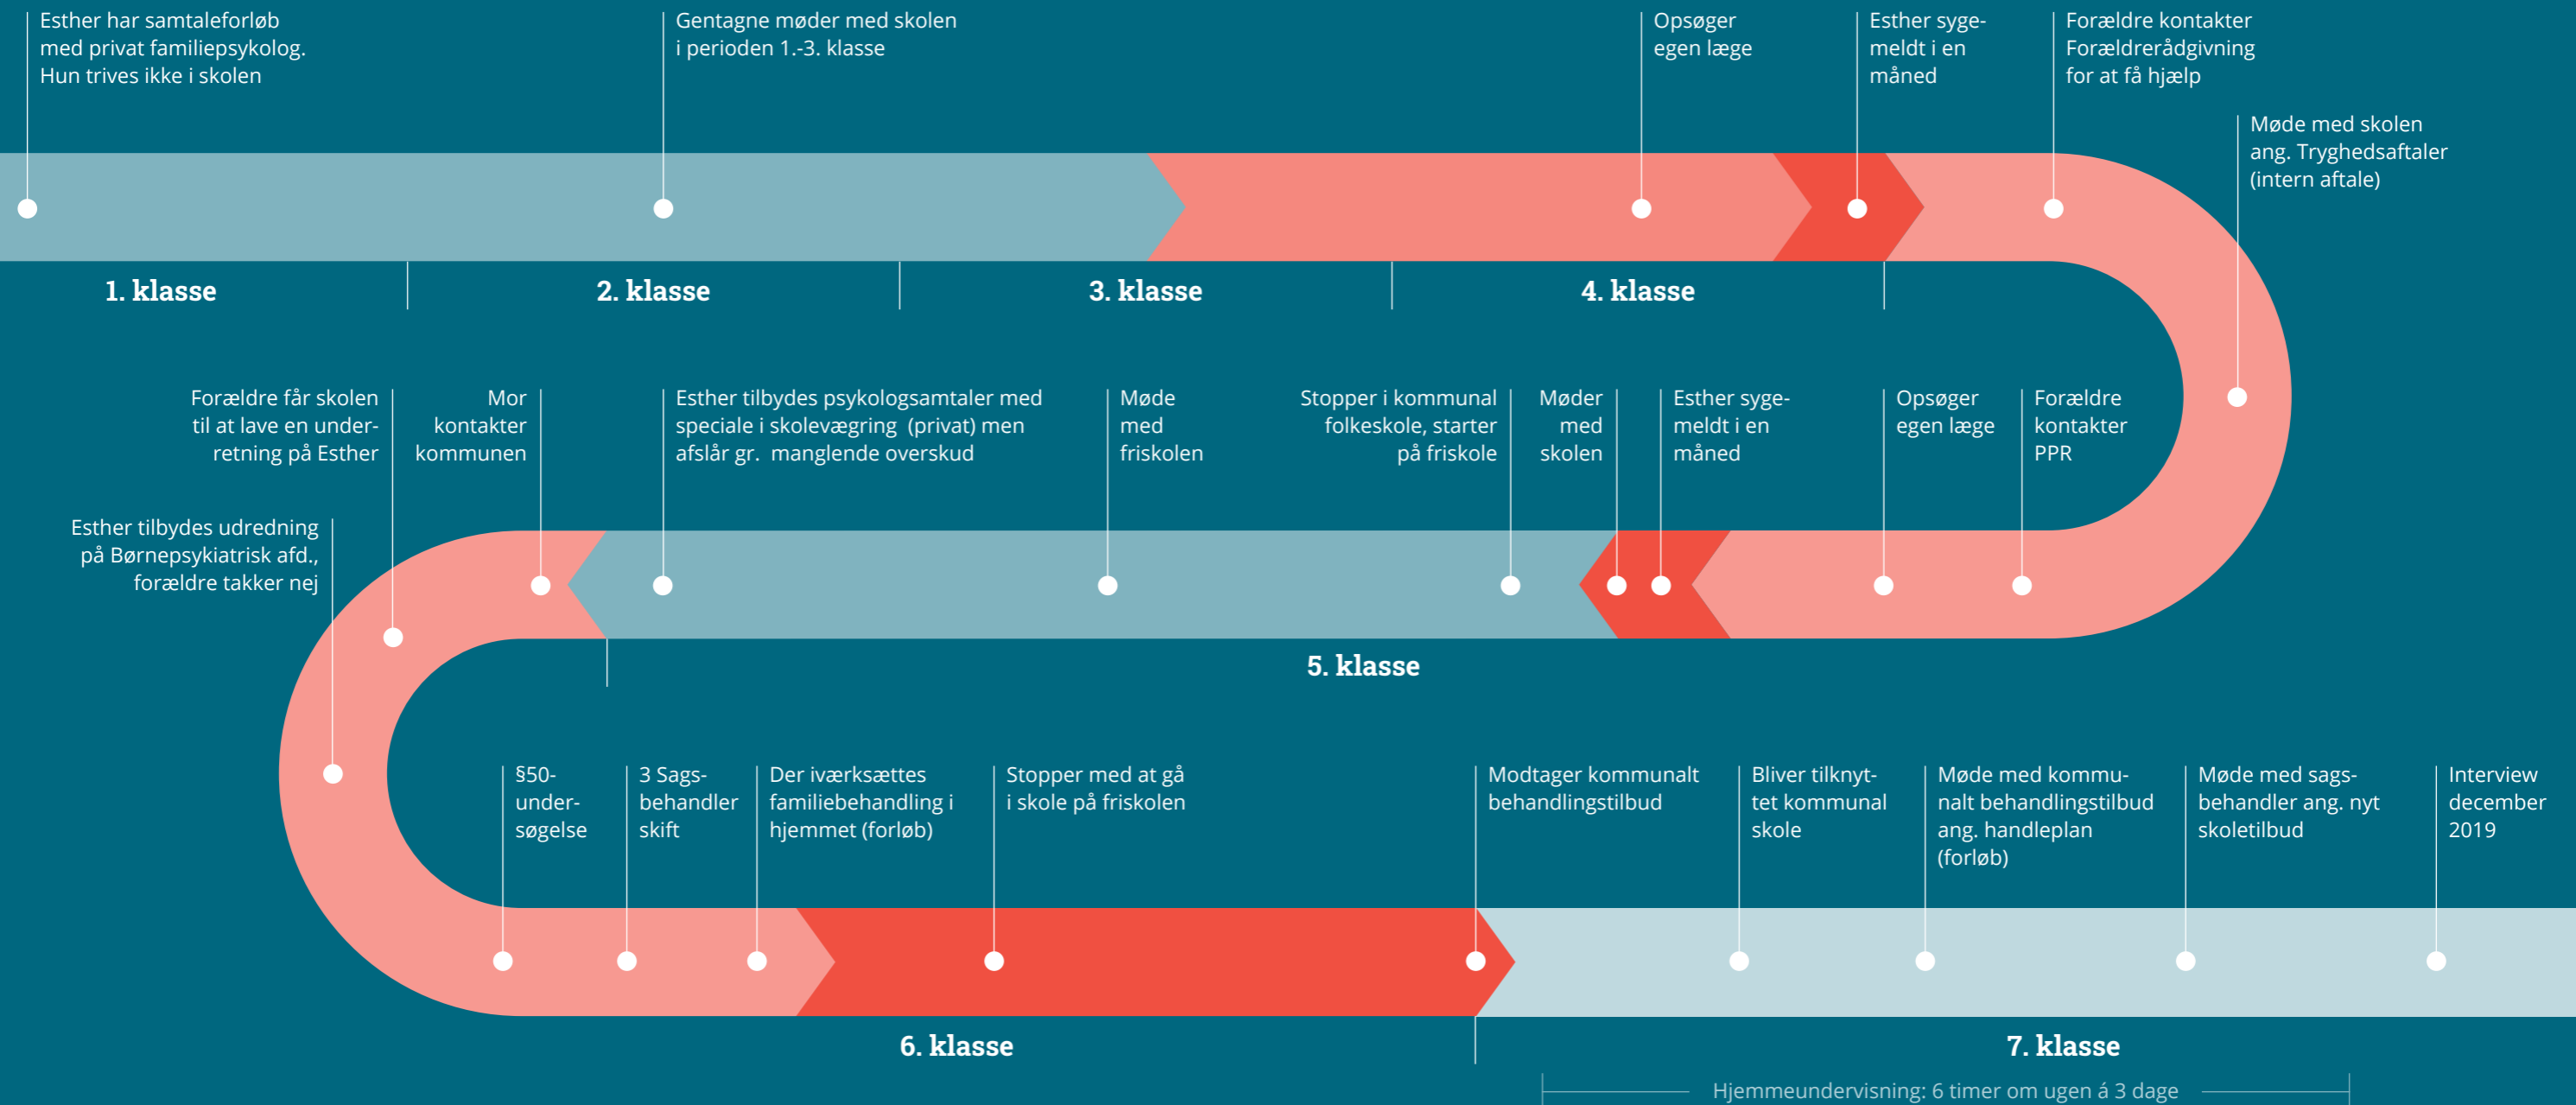 Esther har samtaleforløb
med privat familiepsykolog.
Hun trives ikke i skolen
Gentagne møder med skolen
i perioden 1.-3. klasse
Opsøger
egen læge
Esther syge-
meldt i en
måned
Forældre kontakter
Forældrerådgivning
for at få hjælp
Møde med skolen
ang. Tryghedsaftaler
(intern aftale)
1. klasse
2. klasse
3. klasse
4. klasse
Forældre får skolen
til at lave en under-
retning på Esther
Mor
kontakter
kommunen
Esther tilbydes psykologsamtaler med
speciale i skolevægring (privat) men
afslår gr. manglende overskud
Møde
med
friskolen
Stopper i kommunal
folkeskole, starter
på friskole
Møder
med
skolen
Esther syge-
meldt i en
måned
Opsøger
egen læge
Forældre
kontakter
PPR
Esther tilbydes udredning
på Børnepsykiatrisk afd.,
forældre takker nej
5. klasse
§50-
under-
søgelse
3 Sags-
behandler
skift
Der iværksættes
familiebehandling i
hjemmet (forløb)
Stopper med at gå
i skole på friskolen
Modtager kommunalt
behandlingstilbud
Bliver tilknyt-
tet kommunal
skole
Møde med kommu-
nalt behandlingstilbud
ang. handleplan
(forløb)
Møde med sags-
behandler ang. nyt
skoletilbud
Interview
december
2019
6. klasse
7. klasse
Hjemmeundervisning: 6 timer om ugen á 3 dage